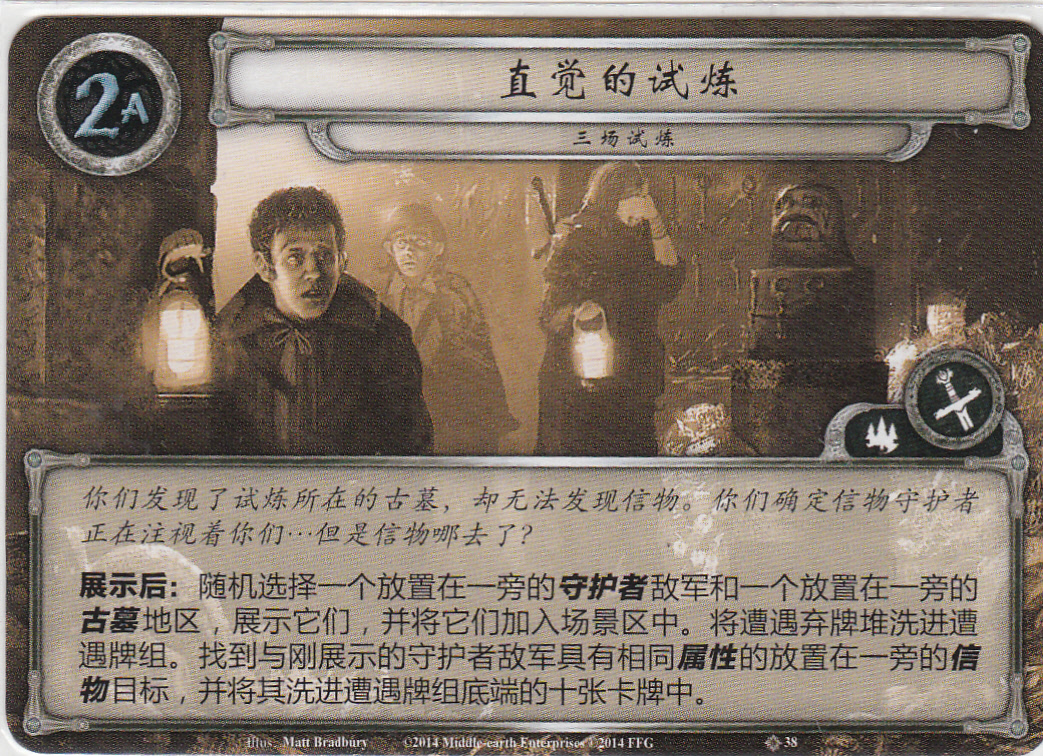 2A
直觉的试炼
三场试炼
你们发现了试炼所在的古墓，却无法发现信物。你们确定信物守护者
正在注视着你们…但是信物哪去了？
展示后：随机选择一个放置在一旁的守护者敌军和一个放置在一旁的
古墓地区，展示它们，并将它们加入场景区中。将遭遇弃牌堆洗进遭
遇牌组。找到与刚展示的守护者敌军具有相同属性的放置在一旁的信
物目标，并将其洗进遭遇牌组底端的十张卡牌中。
Illus. Matt Bradbury ©2014 Middle-earth Enterprises ©2014 FFG 38